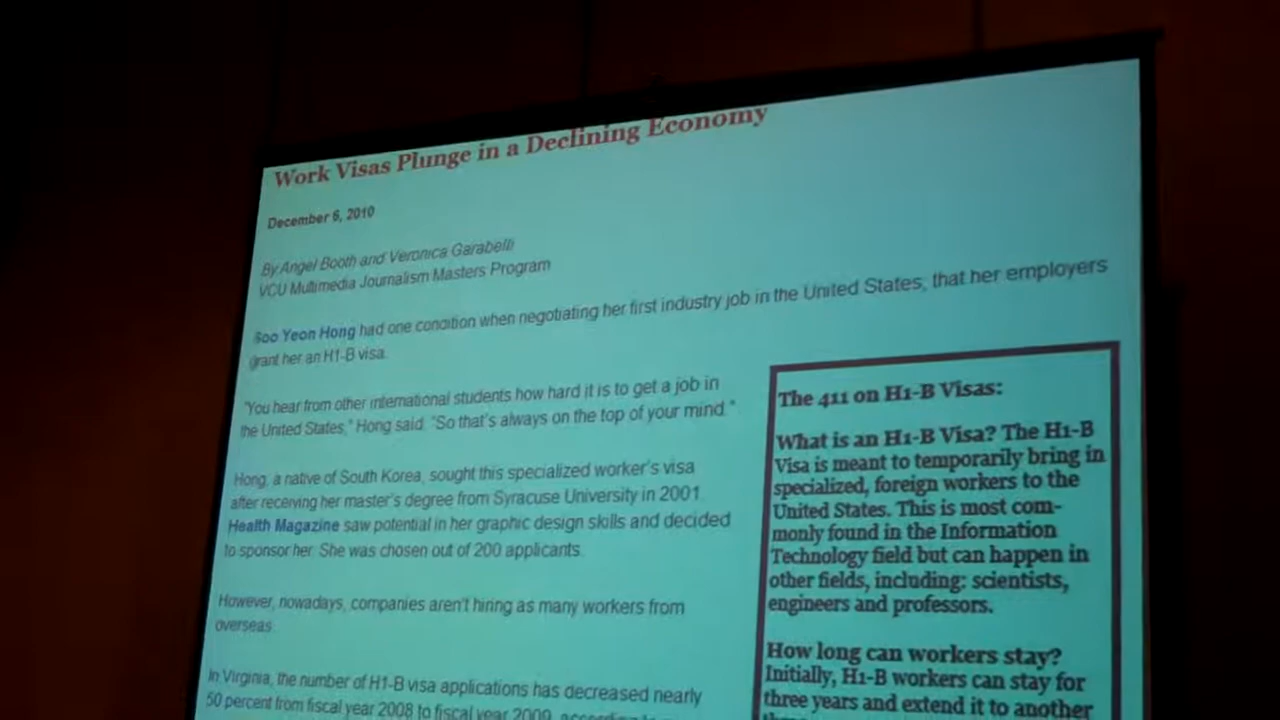 Work Visas Plunge in a Declining Economy
December 6, 2010
By Angel Booth and Veronica Garabelli
VCU Multimedia Journalism Masters Program
Soo Yeon Hong had one condition when negotiating her first industry job in the United States; that her employers
grant her an H1-B visa.
"You hear from other international students how hard it is to get a job in
the United States," Hong said. "So that's always on the top of your mind."
Hong, a native of South Korea, sought this specialized worker's visa
after receiving her master's degree from Syracuse University in 2001.
Health Magazine saw potential in her graphic design skills and decided
to sponsor her. She was chosen out of 200 applicants.
However, nowadays, companies aren't hiring as many workers from
overseas.
In Virginia, the number of H1-B visa applications has decreased nearly
50 percent from fiscal year 2008 to fiscal year 2009, according
The 411 on H1-B Visas:
What is an H1-B Visa? The H1-B
Visa is meant to temporarily bring in
specialized, foreign workers to the
United States. This is most com-
monly found in the Information
Technology field but can happen in
other fields, including: scientists,
engineers and professors.
How long can workers stay?
Initially, H1-B workers can stay for
three years and extend it to another